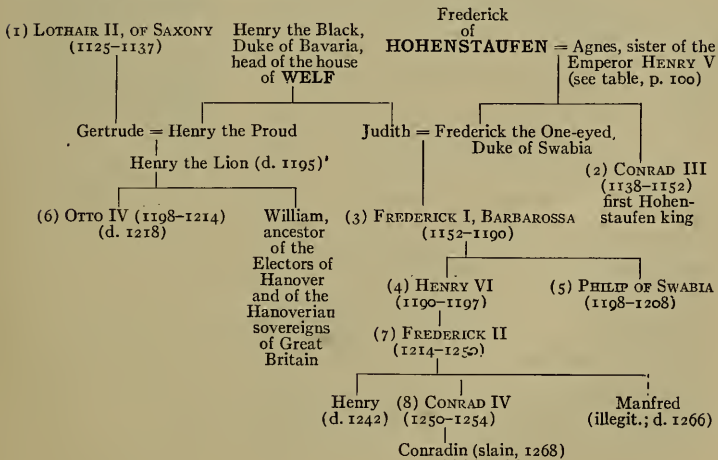 Frederick
of
HOHENSTAUFEN = Agnes, sister of the
Emperor HENRY V
(see table, p. 100)
(1) LOTHAIR II, OF SAXONY
(1125–1137)
Henry the Black,
Duke of Bavaria,
head of the house
of WELF
Gertrude = Henry the Proud
Judith = Frederick the One-eyed,
Duke of Swabia
Henry the Lion (d. 1195)
(2) CONRAD III
(1138–1152)
first Hohen-
staufen king
(6) OTTO IV (1198–1214)
(d. 1218)
William,
ancestor
of the
Electors of
Hanover
and of the
Hanoverian
sovereigns
of Great
Britain
(3) FREDERICK I, BARBAROSSA
(1152–1190)
(4) HENRY VI
(1190–1197)
(5) PHILIP OF SWABIA
(1198–1208)
(7) FREDERICK II
(1214–1250)
Henry
(d. 1242)
(8) CONRAD IV
(1250–1254)
Manfred
(illegit.; d. 1266)
Conradin (slain, 1268)